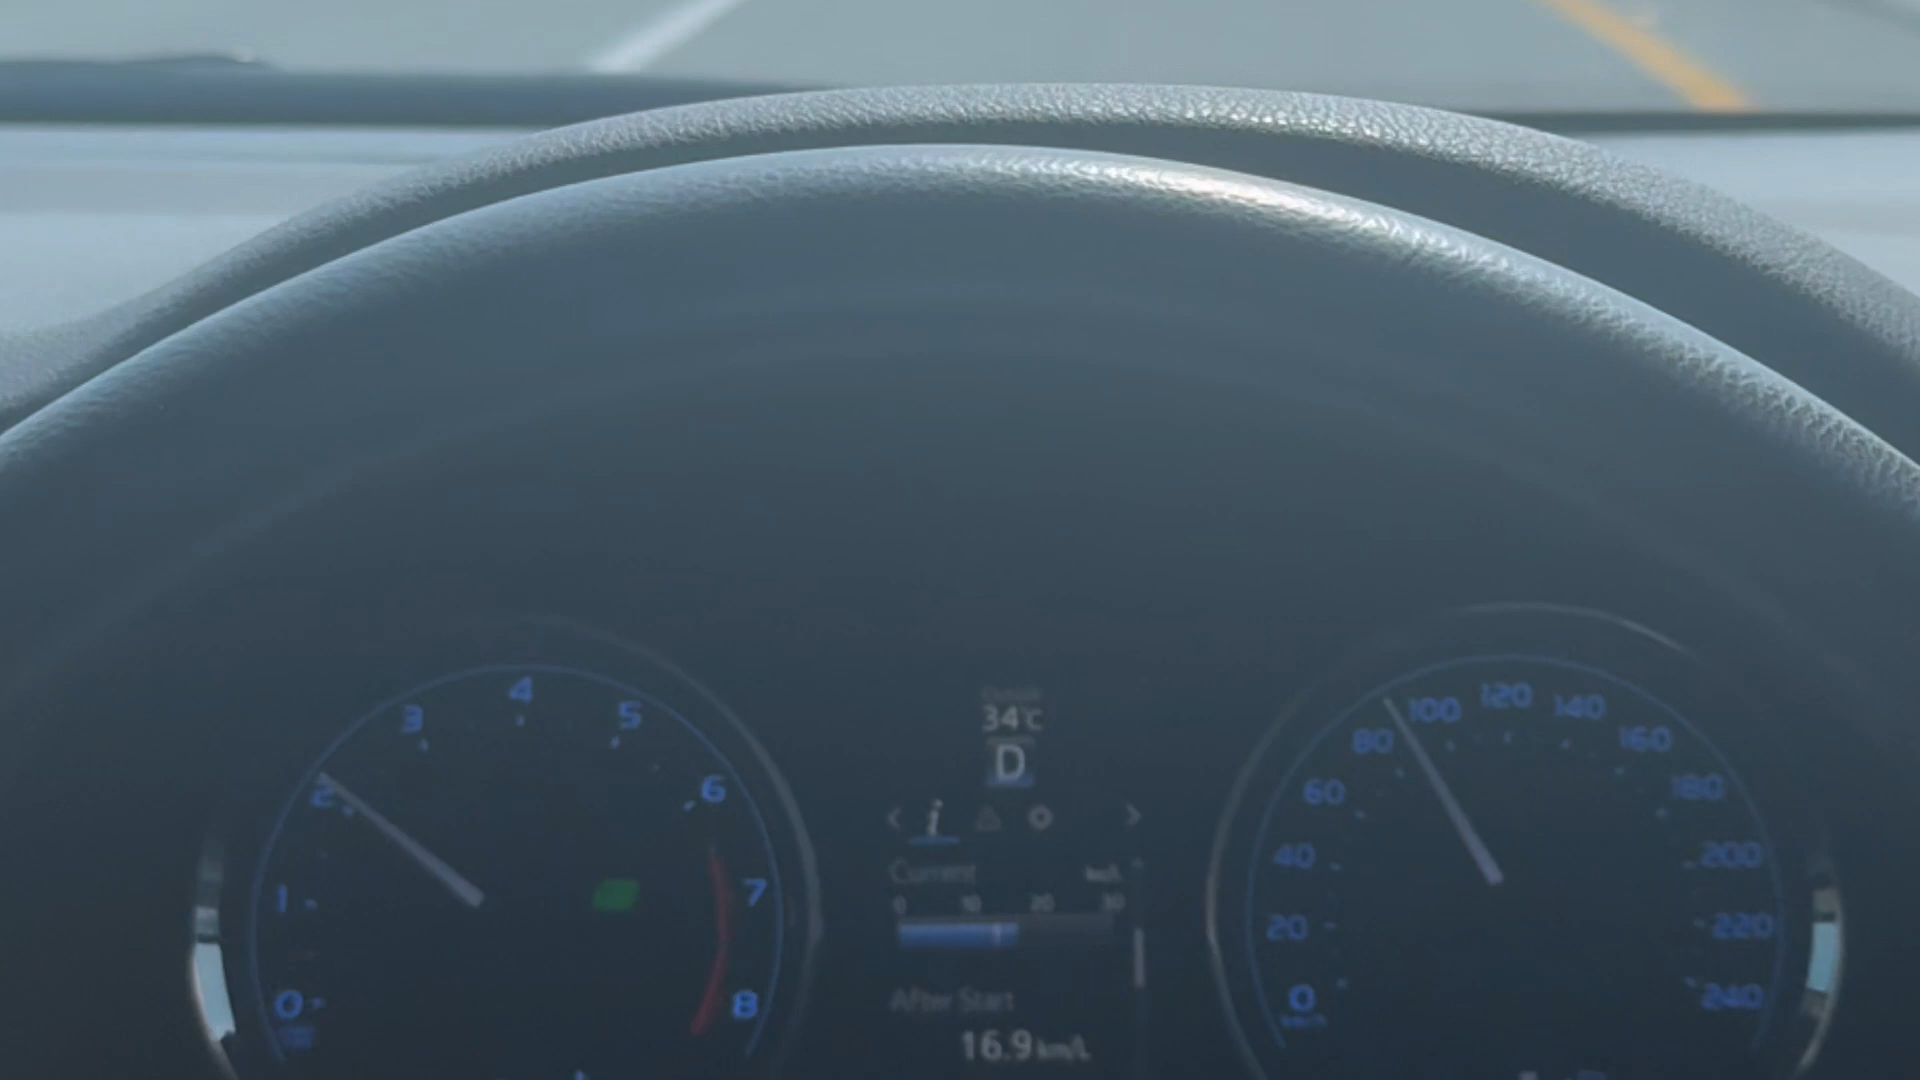 4
3
5
2
6
1
7
0
8
34°C
D
i
Current km/L
0 10 20 30
After Start
16.9 km/L
120
100 140
80 160
60 180
40 200
20 220
0 240
km/h